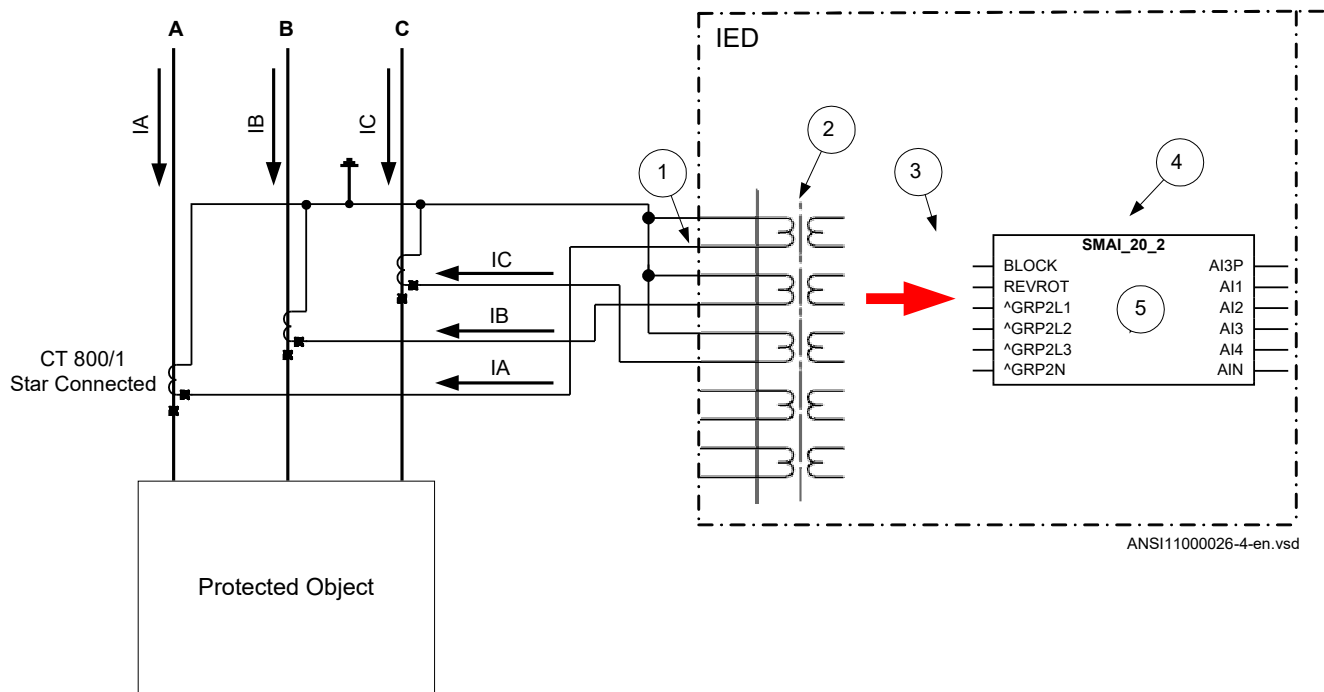 A
B
C
IED
IA
IB
IC
1
2
3
4
SMAI_20_2
BLOCK
REVROT
^GRP2L1
^GRP2L2
^GRP2L3
^GRP2N
5
AI3P
AI1
AI2
AI3
AI4
AIN
IC
IB
IA
CT 800/1
Star Connected
ANSI11000026-4-en.vsd
Protected Object